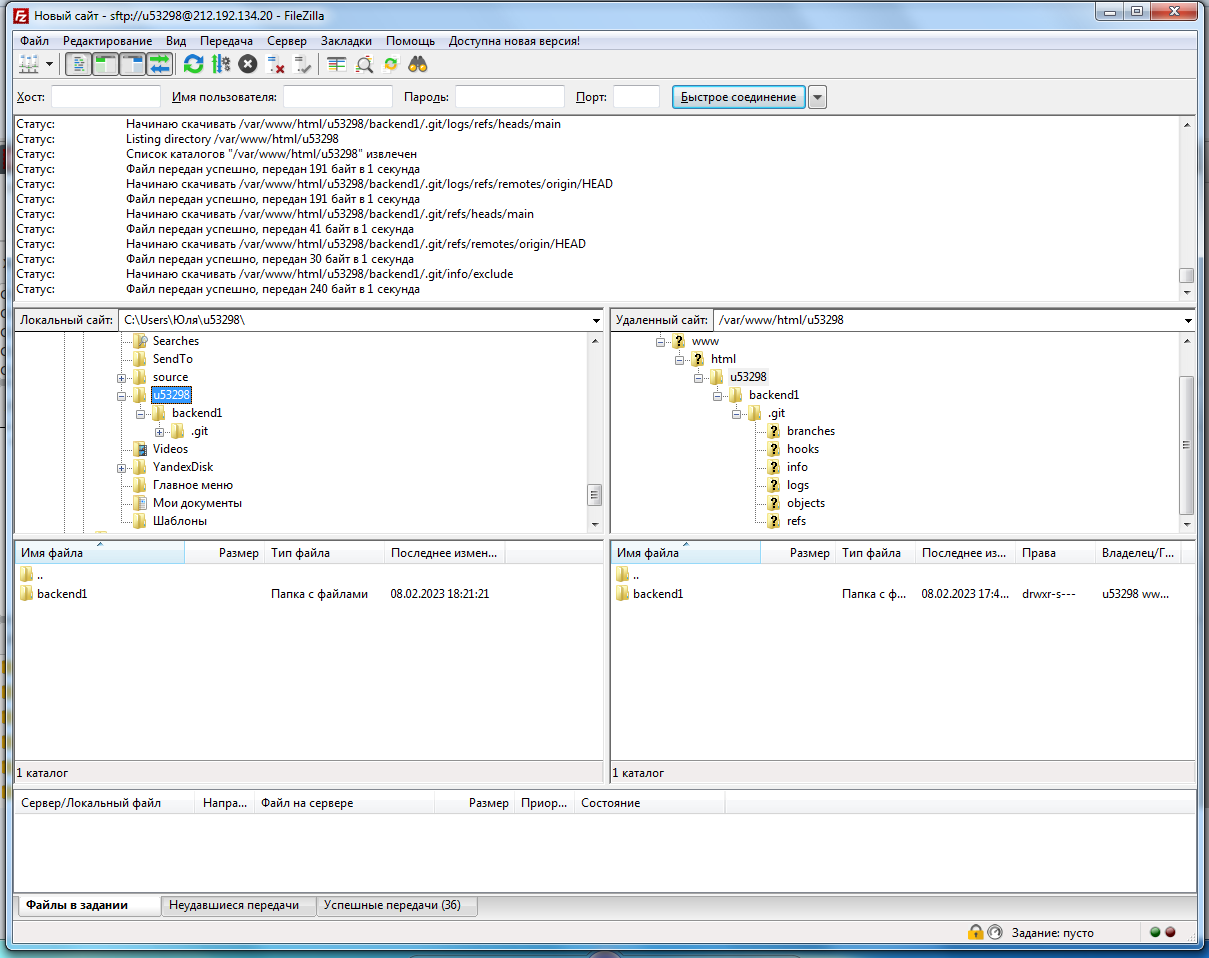 Новый сайт - sftp://u53298@212.192.134.20 - FileZilla
Файл Редактирование Вид Передача Сервер Закладки Помощь Доступна новая версия!
Хост: Имя пользователя: Пароль: Порт: Быстрое соединение
Статус: Начинаю скачивать /var/www/html/u53298/backend1/.git/logs/refs/heads/main
Статус: Listing directory /var/www/html/u53298
Статус: Список каталогов "/var/www/html/u53298" извлечен
Статус: Файл передан успешно, передан 191 байт в 1 секунда
Статус: Начинаю скачивать /var/www/html/u53298/backend1/.git/logs/refs/remotes/origin/HEAD
Статус: Файл передан успешно, передан 191 байт в 1 секунда
Статус: Начинаю скачивать /var/www/html/u53298/backend1/.git/refs/heads/main
Статус: Файл передан успешно, передан 41 байт в 1 секунда
Статус: Начинаю скачивать /var/www/html/u53298/backend1/.git/refs/remotes/origin/HEAD
Статус: Файл передан успешно, передан 30 байт в 1 секунда
Статус: Начинаю скачивать /var/www/html/u53298/backend1/.git/info/exclude
Статус: Файл передан успешно, передан 240 байт в 1 секунда
Локальный сайт: C:\Users\Юля\u53298\
Searches
SendTo
source
u53298
backend1
.git
Videos
YandexDisk
Главное меню
Мои документы
Шаблоны
Удаленный сайт: /var/www/html/u53298
www
html
u53298
backend1
.git
branches
hooks
info
logs
objects
refs
Имя файла Размер Тип файла Последнее измен...
..
backend1 Папка с файлами 08.02.2023 18:21:21
1 каталог
Имя файла Размер Тип файла Последнее из... Права Владелец/Г...
..
backend1 Папка с ф... 08.02.2023 17:4... drwxr-s--- u53298 ww...
1 каталог
Сервер/Локальный файл Напра... Файл на сервере Размер Приор... Состояние
Файлы в задании Неудавшиеся передачи Успешные передачи (36)
Задание: пусто